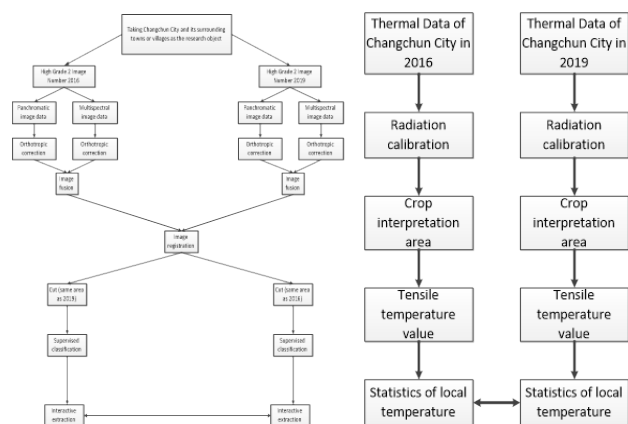 Taking Changchun City and its surrounding
towns or villages as the research object
High Grade 2 Image
Number 2016
High Grade 2 Image
Number 2019
Panchromatic
image data
Multispectral
image data
Panchromatic
image data
Multispectral
image data
Orthotropic
correction
Orthotropic
correction
Orthotropic
correction
Orthotropic
correction
Image
fusion
Image
fusion
Image
registration
Cut (same area
as 2019)
Cut (same area
as 2016)
Supervised
classification
Supervised
classification
Interactive
extraction
Interactive
extraction
Thermal Data of
Changchun City in
2016
Thermal Data of
Changchun City in
2019
Radiation
calibration
Radiation
calibration
Crop
interpretation
area
Crop
interpretation
area
Tensile
temperature
value
Tensile
temperature
value
Statistics of local
temperature
Statistics of local
temperature